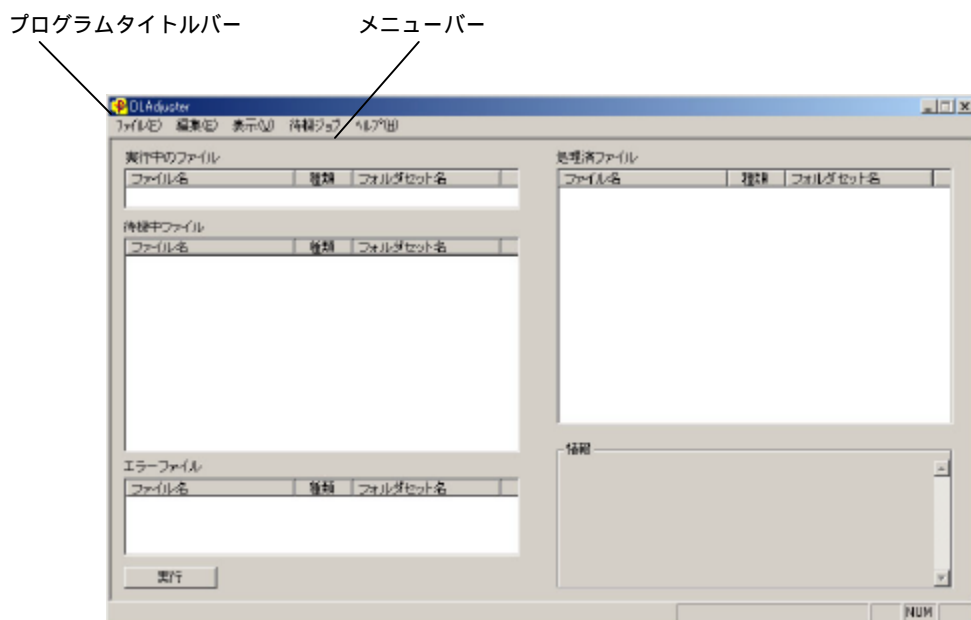 プログラムタイトルバー
メニューバー
DLAdjuster
ファイル(F) 編集(E) 表示(V) 待機ジョブ ヘルプ(H)
実行中のファイル
ファイル名 種類 フォルダセット名
待機中ファイル
ファイル名 種類 フォルダセット名
エラーファイル
ファイル名 種類 フォルダセット名
実行
処理済ファイル
ファイル名 種類 フォルダセット名
情報
NUM